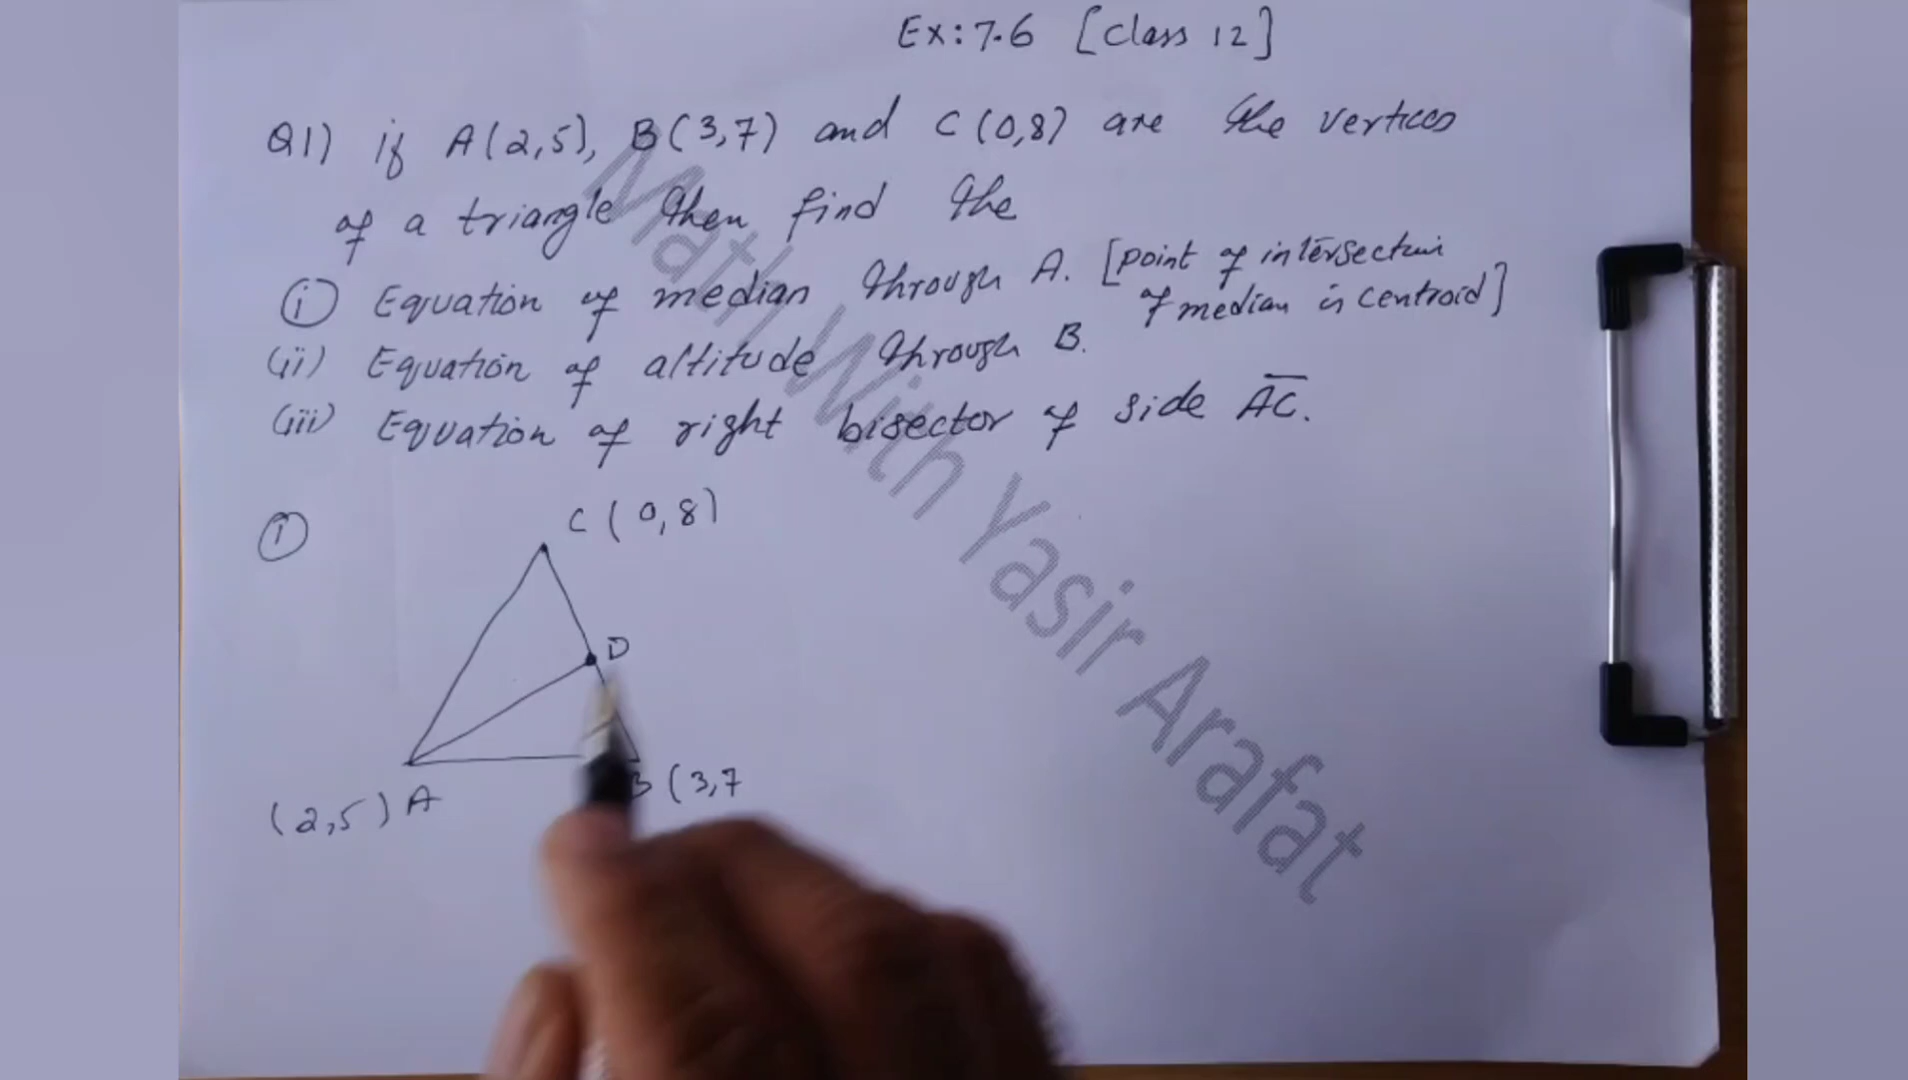 Ex: 7.6 [Class 12]
Q1) if A(2,5), B(3,7) and C(0,8) are the vertices
of a triangle then find the
(i) Equation of median through A. [point of intersection
of median is centroid]
(ii) Equation of altitude through B.
(iii) Equation of right bisector of side AC.
(i)
C (0,8)
D
B (3,7
(2,5) A
Math With Yasir Arafat